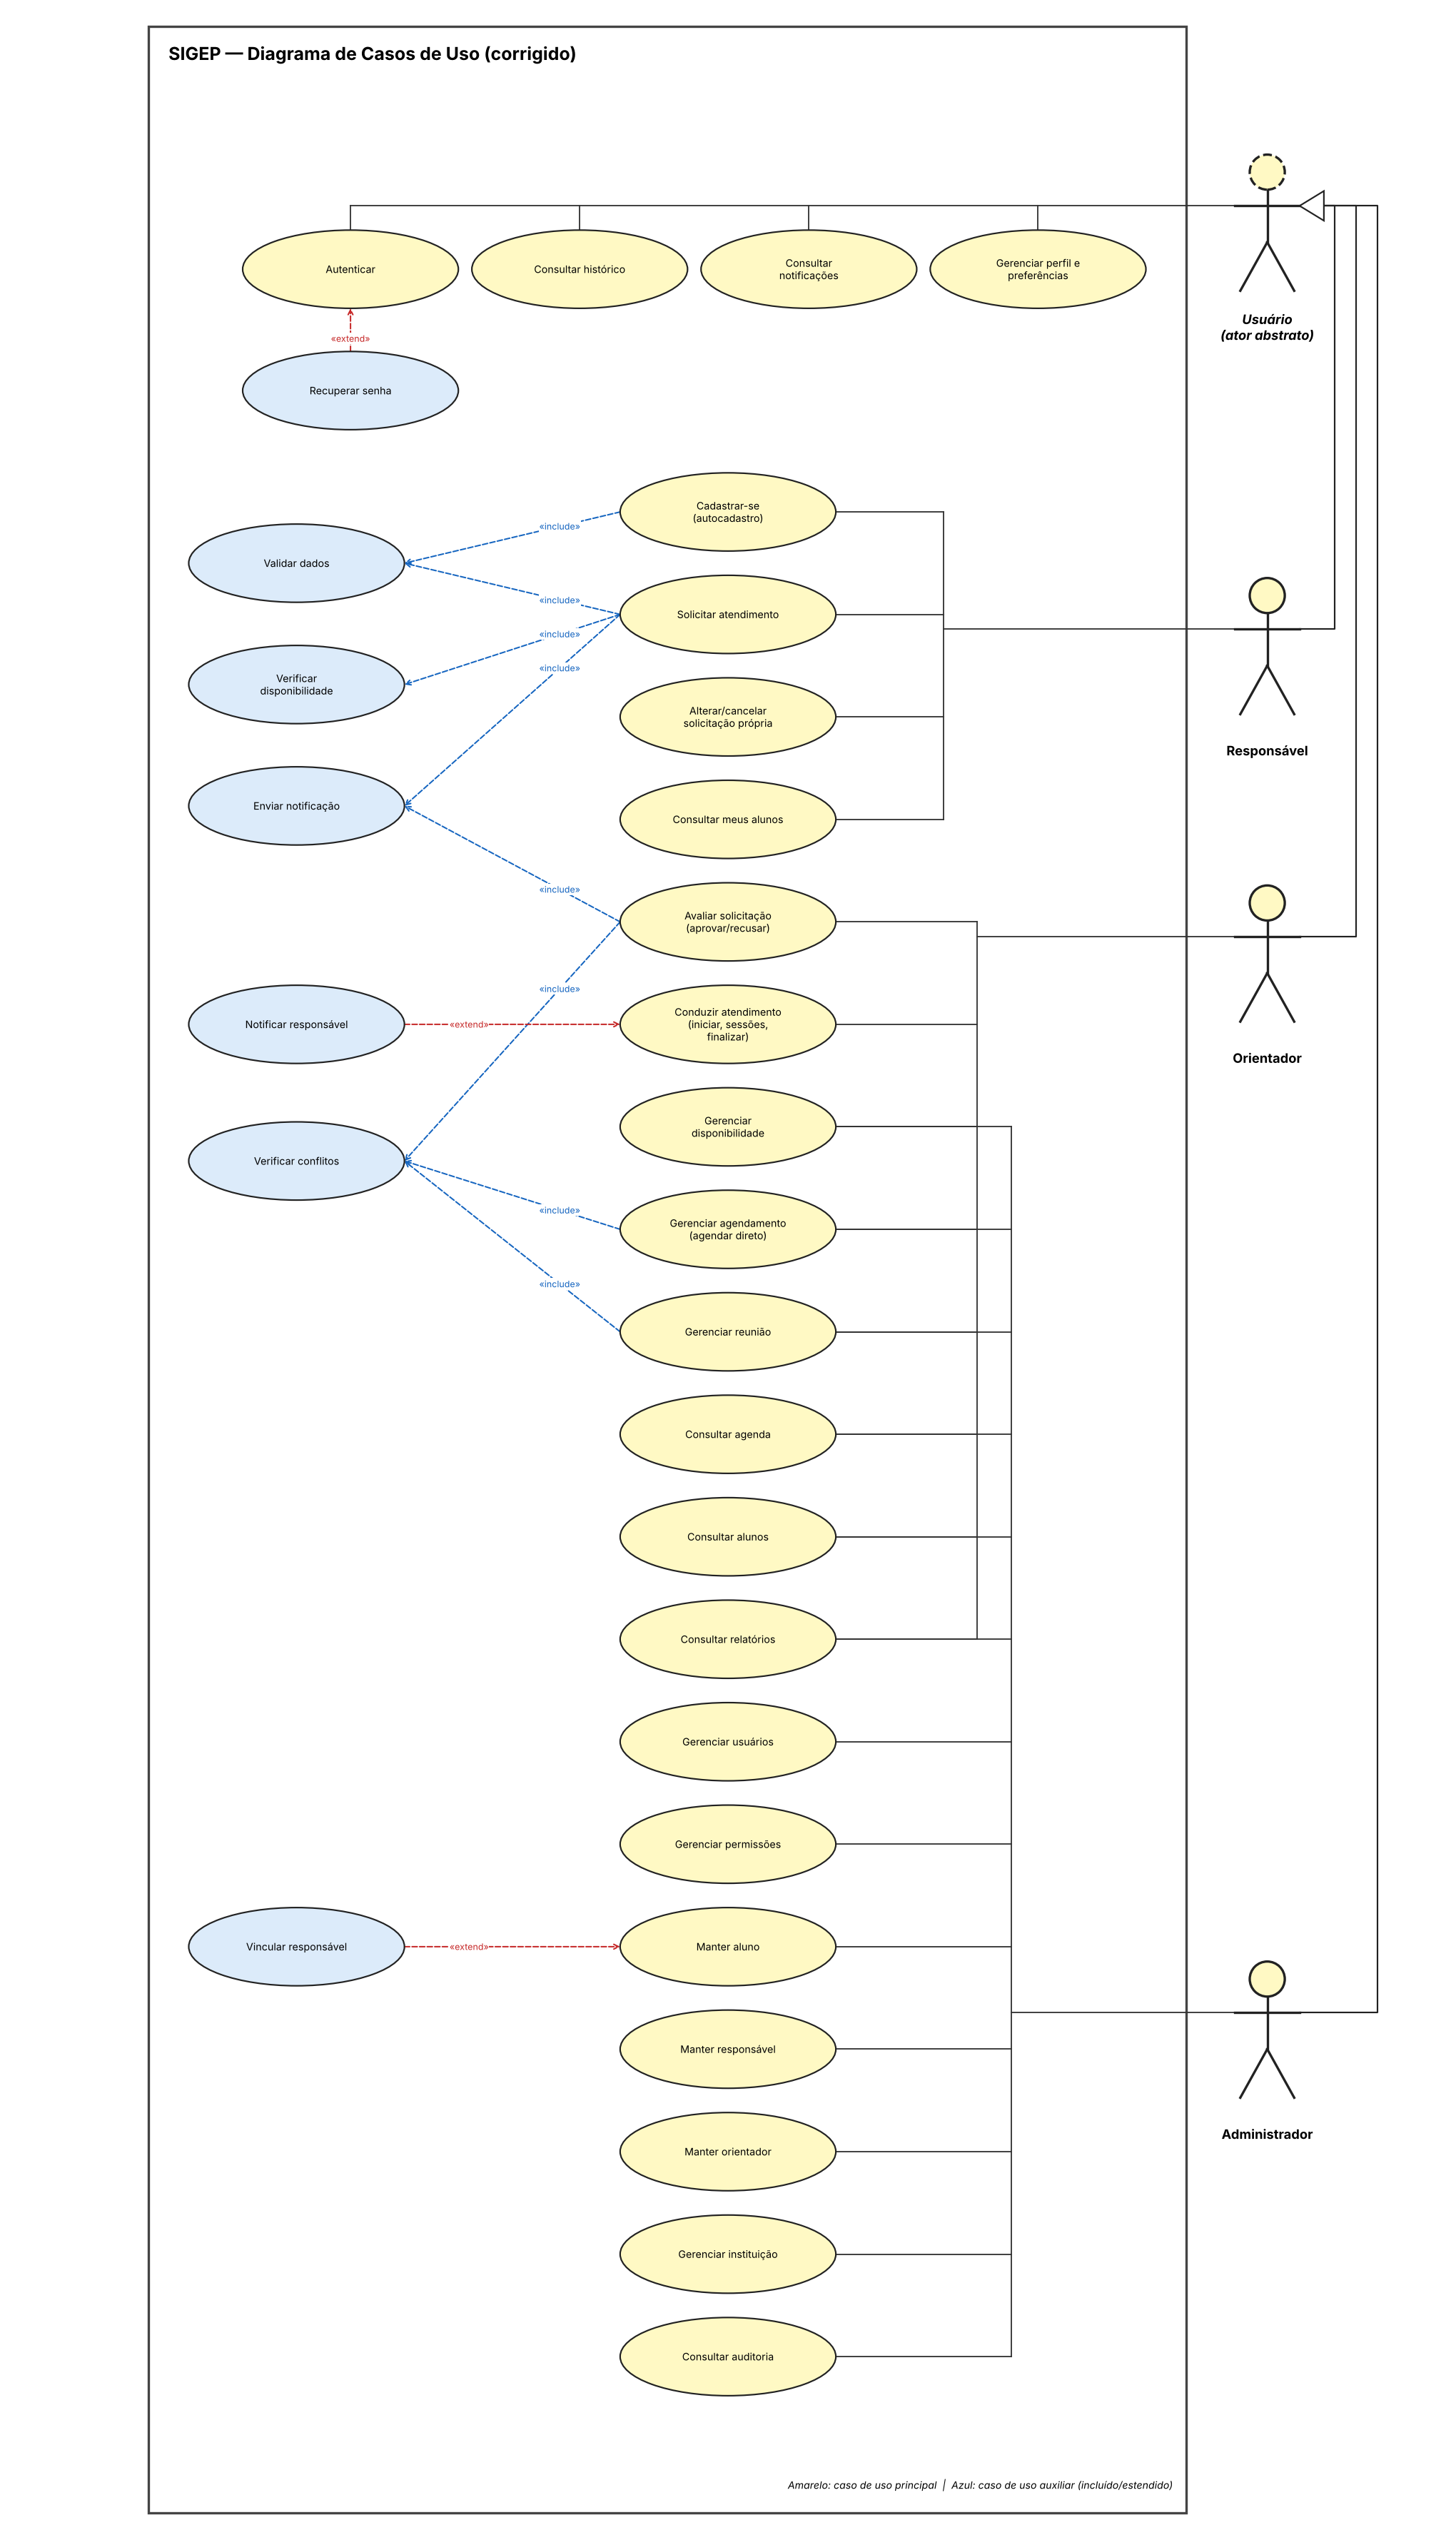 SIGEP — Diagrama de Casos de Uso (corrigido)
Autenticar
Consultar histórico
Consultar
notificações
Gerenciar perfil e
preferências
Usuário
(ator abstrato)
«extend»
Recuperar senha
Cadastrar-se
(autocadastro)
«include»
Validar dados
«include»
Solicitar atendimento
«include»
«include»
Verificar
disponibilidade
Alterar/cancelar
solicitação própria
Responsável
Enviar notificação
Consultar meus alunos
«include»
Avaliar solicitação
(aprovar/recusar)
«include»
Notificar responsável
«extend»
Conduzir atendimento
(iniciar, sessões,
finalizar)
Orientador
Gerenciar
disponibilidade
Verificar conflitos
«include»
Gerenciar agendamento
(agendar direto)
«include»
Gerenciar reunião
Consultar agenda
Consultar alunos
Consultar relatórios
Gerenciar usuários
Gerenciar permissões
Vincular responsável
«extend»
Manter aluno
Manter responsável
Administrador
Manter orientador
Gerenciar instituição
Consultar auditoria
Amarelo: caso de uso principal | Azul: caso de uso auxiliar (incluído/estendido)